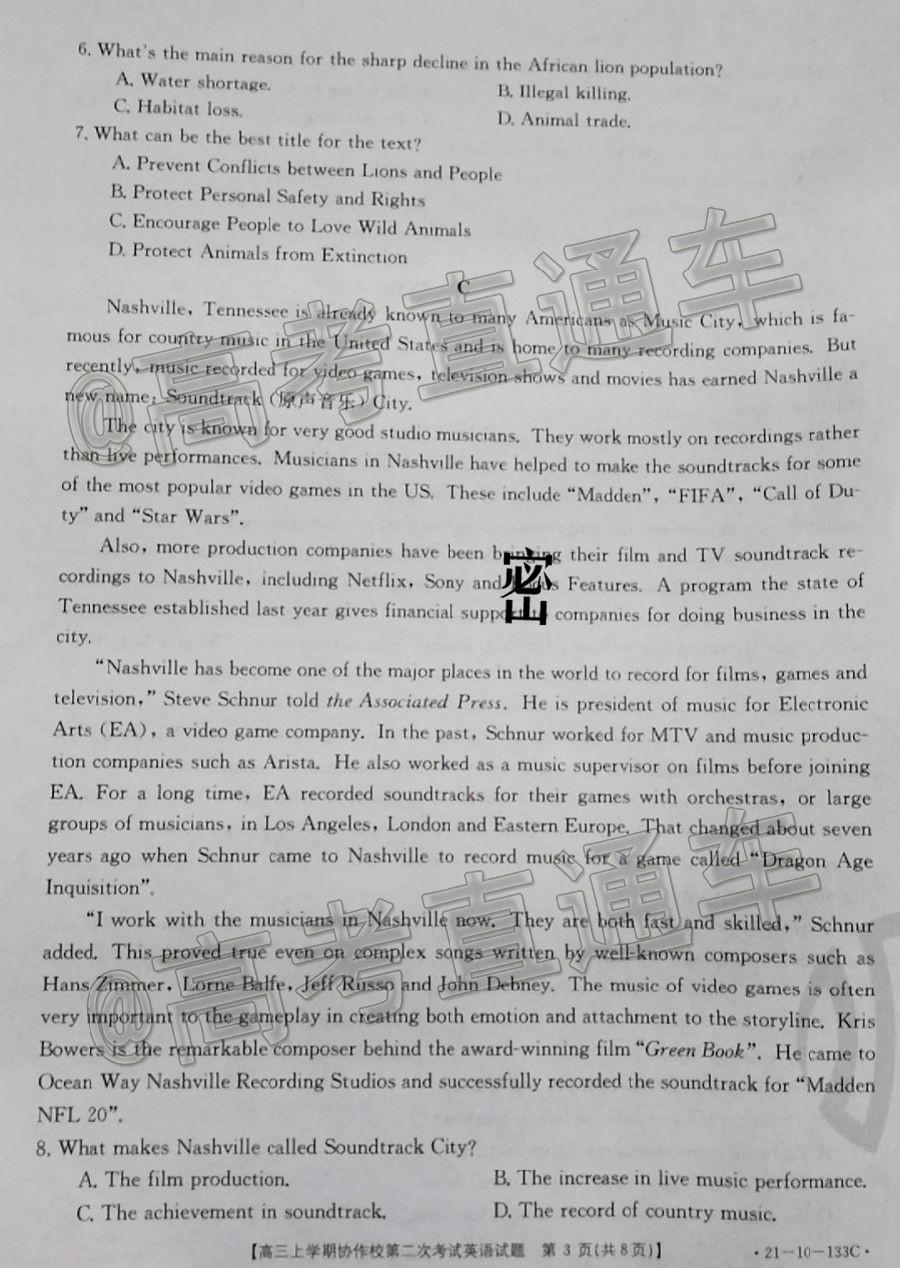 6. What's the main reason for the sharp decline in the African lion population?
A. Water shortage.
B. Illegal killing.
C. Habitat loss.
D. Animal trade.
7. What can be the best title for the text?
A. Prevent Conflicts between Lions and People
B. Protect Personal Safety and Rights
C. Encourage People to Love Wild Animals
D. Protect Animals from Extinction
C
Nashville, Tennessee is already known to many Americans as Music City, which is fa-
mous for country music in the United States and is home to many recording companies. But
recently, music recorded for video games, television shows and movies has earned Nashville a
new name: Soundtrack (原声音乐) City.
The city is known for very good studio musicians. They work mostly on recordings rather
than live performances. Musicians in Nashville have helped to make the soundtracks for some
of the most popular video games in the US. These include "Madden", "FIFA", "Call of Du-
ty" and "Star Wars".
Also, more production companies have been their film and TV soundtrack re-
cordings to Nashville, including Netflix, Sony and Features. A program the state of
Tennessee established last year gives financial support to companies for doing business in the
city.
密
"Nashville has become one of the major places in the world to record for films, games and
television," Steve Schnur told the Associated Press. He is president of music for Electronic
Arts (EA), a video game company. In the past, Schnur worked for MTV and music produc-
tion companies such as Arista. He also worked as a music supervisor on films before joining
EA. For a long time, EA recorded soundtracks for their games with orchestras, or large
groups of musicians, in Los Angeles, London and Eastern Europe. That changed about seven
years ago when Schnur came to Nashville to record music for a game called "Dragon Age
Inquisition".
"I work with the musicians in Nashville now. They are both fast and skilled," Schnur
added. This proved true even on complex songs written by well-known composers such as
Hans Zimmer, Lorne Balfe, Jeff Russo and John Debney. The music of video games is often
very important to the gameplay in creating both emotion and attachment to the storyline. Kris
Bowers is the remarkable composer behind the award-winning film "Green Book". He came to
Ocean Way Nashville Recording Studios and successfully recorded the soundtrack for "Madden
NFL 20".
8. What makes Nashville called Soundtrack City?
A. The film production.
B. The increase in live music performance.
C. The achievement in soundtrack.
D. The record of country music.
【高三上学期协作校第二次考试英语试题 第 3 页(共 8 页)】
·21-10-133C·
@高考直通车
@高考直通车